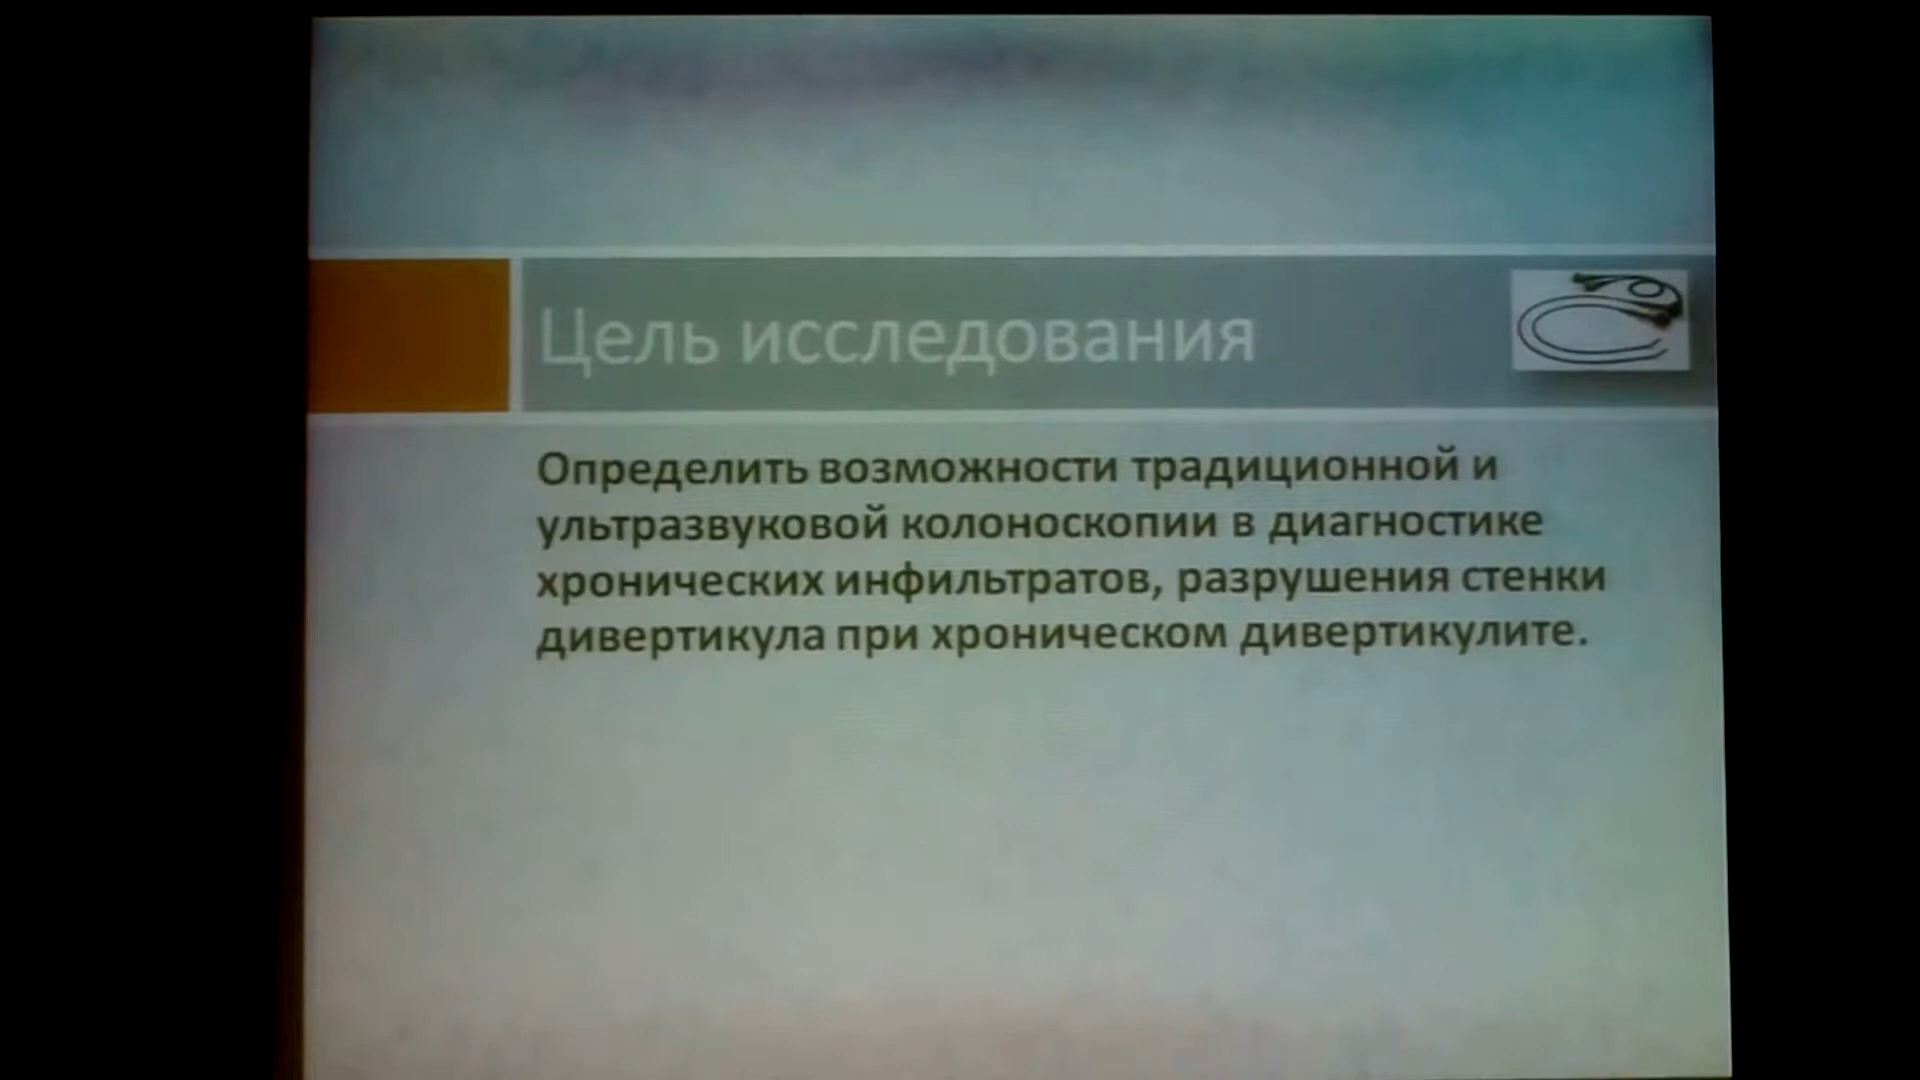 Цель исследования
Определить возможности традиционной и
ультразвуковой колоноскопии в диагностике
хронических инфильтратов, разрушения стенки
дивертикула при хроническом дивертикулите.